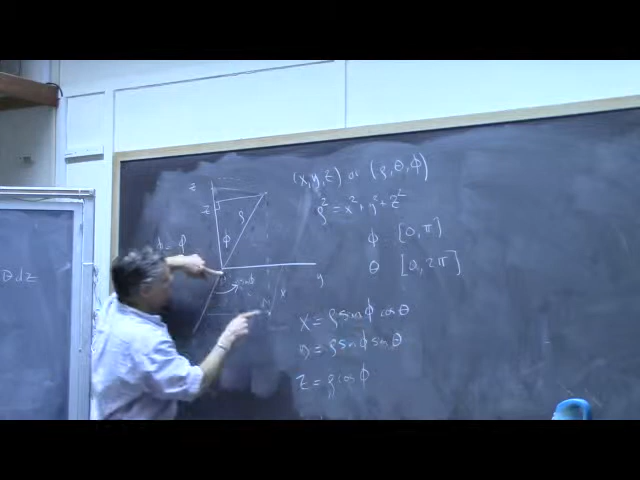 (x, y, z) or (ρ, θ, ϕ)
ρ² = x² + y² + z²
ϕ [0, π]
θ [0, 2π]
x = ρ sin ϕ cos θ
y = ρ sin ϕ sin θ
z = ρ cos ϕ
z
z
ρ
ϕ
y
x
θ dz